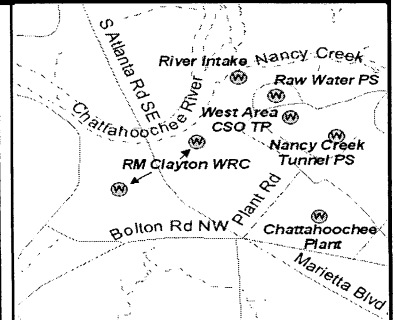 S Atlanta Rd SE
River Intake
Nancy Creek
Raw Water PS
Chattahoochee River
West Area
CSO TP
Nancy Creek
Tunnel PS
RM Clayton WRC
Plant Rd
Bolton Rd NW
Chattahoochee
Plant
Marietta Blvd
W
W
W
W
W
W
W